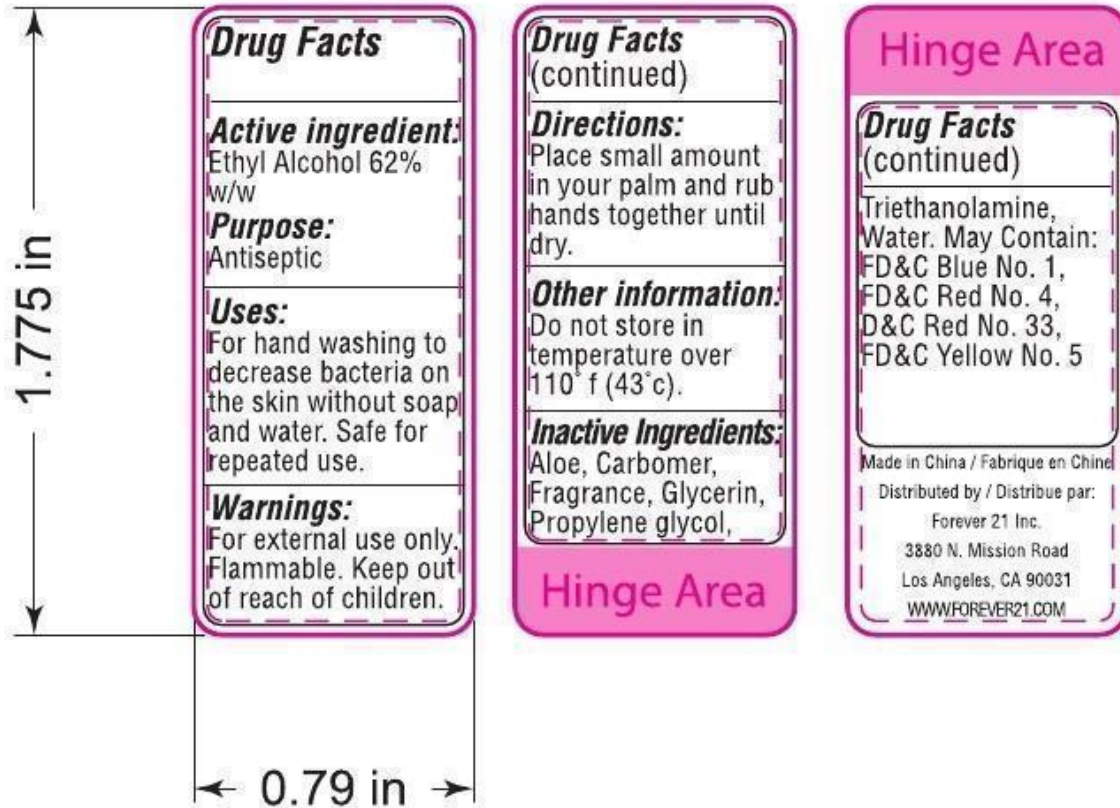 1.775 in
0.79 in
Drug Facts
Active ingredient:
Ethyl Alcohol 62%
w/w
Purpose:
Antiseptic
Uses:
For hand washing to
decrease bacteria on
the skin without soap
and water. Safe for
repeated use.
Warnings:
For external use only.
Flammable. Keep out
of reach of children.
Drug Facts
(continued)
Directions:
Place small amount
in your palm and rub
hands together until
dry.
Other information:
Do not store in
temperature over
110° f (43°c).
Inactive Ingredients:
Aloe, Carbomer,
Fragrance, Glycerin,
Propylene glycol,
Hinge Area
Hinge Area
Drug Facts
(continued)
Triethanolamine,
Water. May Contain:
FD&C Blue No. 1,
FD&C Red No. 4,
D&C Red No. 33,
FD&C Yellow No. 5
Made in China / Fabrique en Chine
Distributed by / Distribue par:
Forever 21 Inc.
3880 N. Mission Road
Los Angeles, CA 90031
WWW.FOREVER21.COM